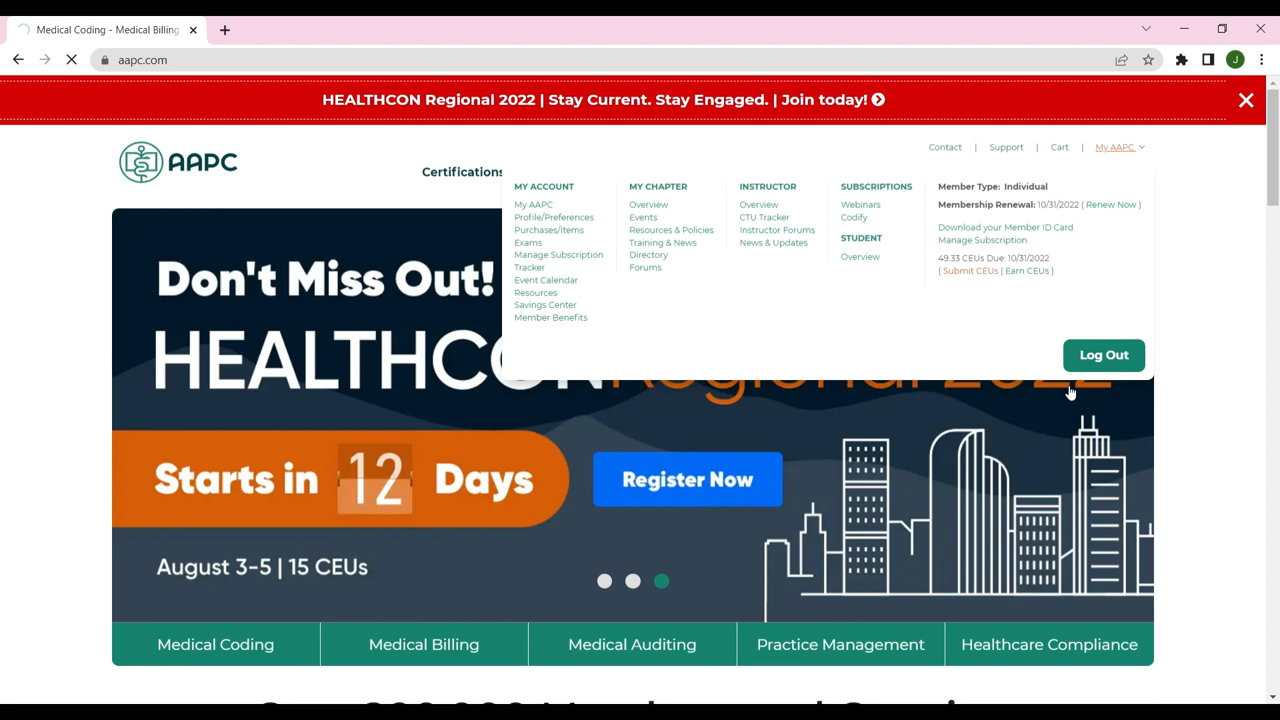 Medical Coding - Medical Billing
aapc.com
J
HEALTHCON Regional 2022 | Stay Current. Stay Engaged. | Join today!
AAPC
Contact | Support | Cart | My AAPC
Certifications
MY ACCOUNT
My AAPC
Profile/Preferences
Purchases/Items
Exams
Manage Subscription
Tracker
Event Calendar
Resources
Savings Center
Member Benefits
MY CHAPTER
Overview
Events
Resources & Policies
Training & News
Directory
Forums
INSTRUCTOR
Overview
CTU Tracker
Instructor Forums
News & Updates
SUBSCRIPTIONS
Webinars
Codify
STUDENT
Overview
Member Type: Individual
Membership Renewal: 10/31/2022 ( Renew Now )
Download your Member ID Card
Manage Subscription
49.33 CEUs Due: 10/31/2022
( Submit CEUs | Earn CEUs )
Log Out
Don't Miss Out!
HEALTHCON Regional 2022
Starts in 12 Days
Register Now
August 3-5 | 15 CEUs
Medical Coding
Medical Billing
Medical Auditing
Practice Management
Healthcare Compliance